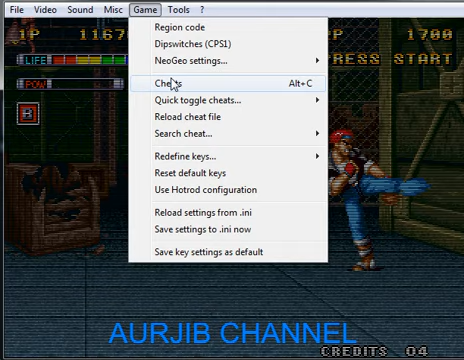 File Video Sound Misc Game Tools ?
1P 1167
1700
LIFE
LIFE
PRESS START
POW
B
Region code
Dipswitches (CPS1)
NeoGeo settings...
Cheats Alt+C
Quick toggle cheats...
Reload cheat file
Search cheat...
Redefine keys...
Reset default keys
Use Hotrod configuration
Reload settings from .ini
Save settings to .ini now
Save key settings as default
AURJIB CHANNEL
CREDITS 04